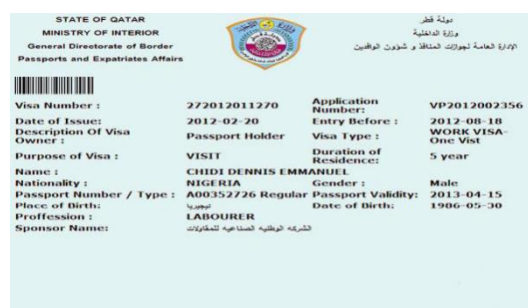 STATE OF QATAR
MINISTRY OF INTERIOR
General Directorate of Border
Passports and Expatriates Affairs
دولة قطر
وزارة الداخلية
الإدارة العامة لجوازات المنافذ و شؤون الوافدين
Visa Number : 272012011270 Application Number: VP2012002356
Date of Issue: 2012-02-20 Entry Before : 2012-08-18
Description Of Visa Owner : Passport Holder Visa Type : WORK VISA-One Vist
Purpose of Visa : VISIT Duration of Residence: 5 year
Name : CHIDI DENNIS EMMANUEL
Nationality : NIGERIA Gender : Male
Passport Number / Type : A00352726 Regular Passport Validity: 2013-04-15
Place of Birth: نيجيريا Date of Birth: 1986-05-30
Proffession : LABOURER
Sponsor Name: الشركه الوطنيه الصناعيه للمقاولات